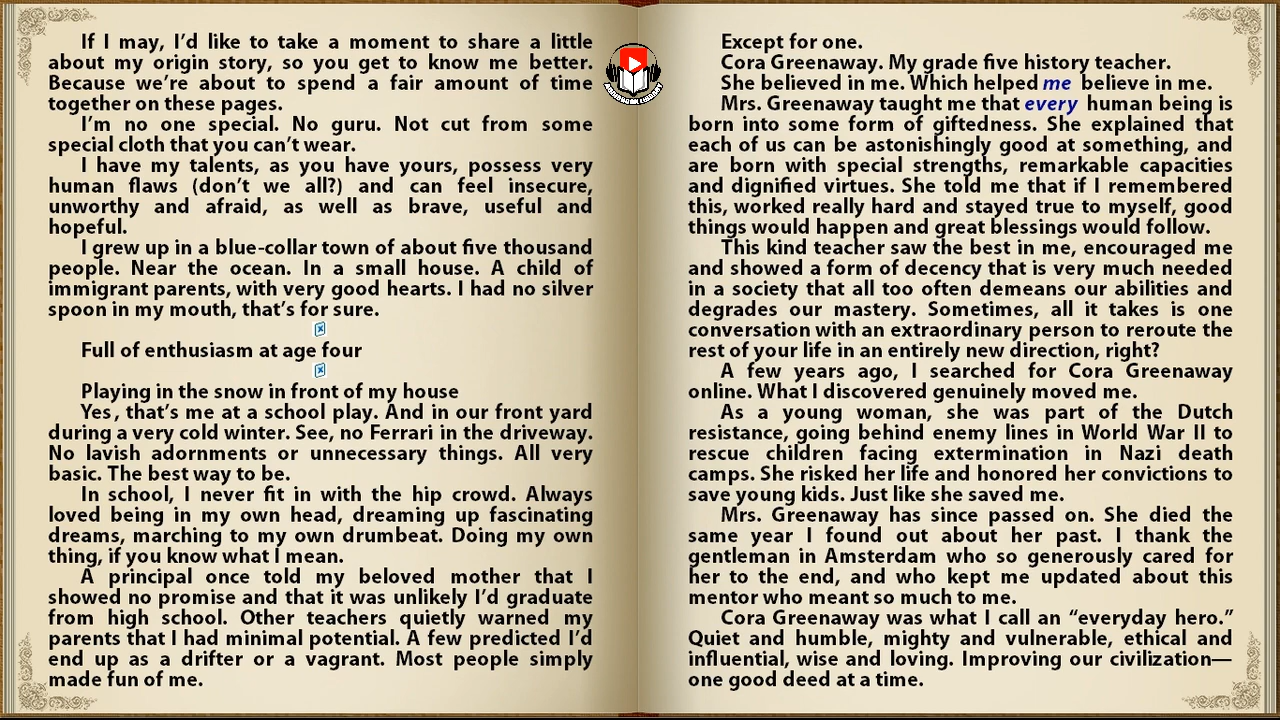 If I may, I’d like to take a moment to share a little
about my origin story, so you get to know me better.
Because we’re about to spend a fair amount of time
together on these pages.
I’m no one special. No guru. Not cut from some
special cloth that you can’t wear.
I have my talents, as you have yours, possess very
human flaws (don’t we all?) and can feel insecure,
unworthy and afraid, as well as brave, useful and
hopeful.
I grew up in a blue-collar town of about five thousand
people. Near the ocean. In a small house. A child of
immigrant parents, with very good hearts. I had no silver
spoon in my mouth, that’s for sure.
Full of enthusiasm at age four
Playing in the snow in front of my house
Yes, that’s me at a school play. And in our front yard
during a very cold winter. See, no Ferrari in the driveway.
No lavish adornments or unnecessary things. All very
basic. The best way to be.
In school, I never fit in with the hip crowd. Always
loved being in my own head, dreaming up fascinating
dreams, marching to my own drumbeat. Doing my own
thing, if you know what I mean.
A principal once told my beloved mother that I
showed no promise and that it was unlikely I’d graduate
from high school. Other teachers quietly warned my
parents that I had minimal potential. A few predicted I’d
end up as a drifter or a vagrant. Most people simply
made fun of me.
Except for one.
Cora Greenaway. My grade five history teacher.
She believed in me. Which helped me believe in me.
Mrs. Greenaway taught me that every human being is
born into some form of giftedness. She explained that
each of us can be astonishingly good at something, and
are born with special strengths, remarkable capacities
and dignified virtues. She told me that if I remembered
this, worked really hard and stayed true to myself, good
things would happen and great blessings would follow.
This kind teacher saw the best in me, encouraged me
and showed a form of decency that is very much needed
in a society that all too often demeans our abilities and
degrades our mastery. Sometimes, all it takes is one
conversation with an extraordinary person to reroute the
rest of your life in an entirely new direction, right?
A few years ago, I searched for Cora Greenaway
online. What I discovered genuinely moved me.
As a young woman, she was part of the Dutch
resistance, going behind enemy lines in World War II to
rescue children facing extermination in Nazi death
camps. She risked her life and honored her convictions to
save young kids. Just like she saved me.
Mrs. Greenaway has since passed on. She died the
same year I found out about her past. I thank the
gentleman in Amsterdam who so generously cared for
her to the end, and who kept me updated about this
mentor who meant so much to me.
Cora Greenaway was what I call an “everyday hero.”
Quiet and humble, mighty and vulnerable, ethical and
influential, wise and loving. Improving our civilization—
one good deed at a time.